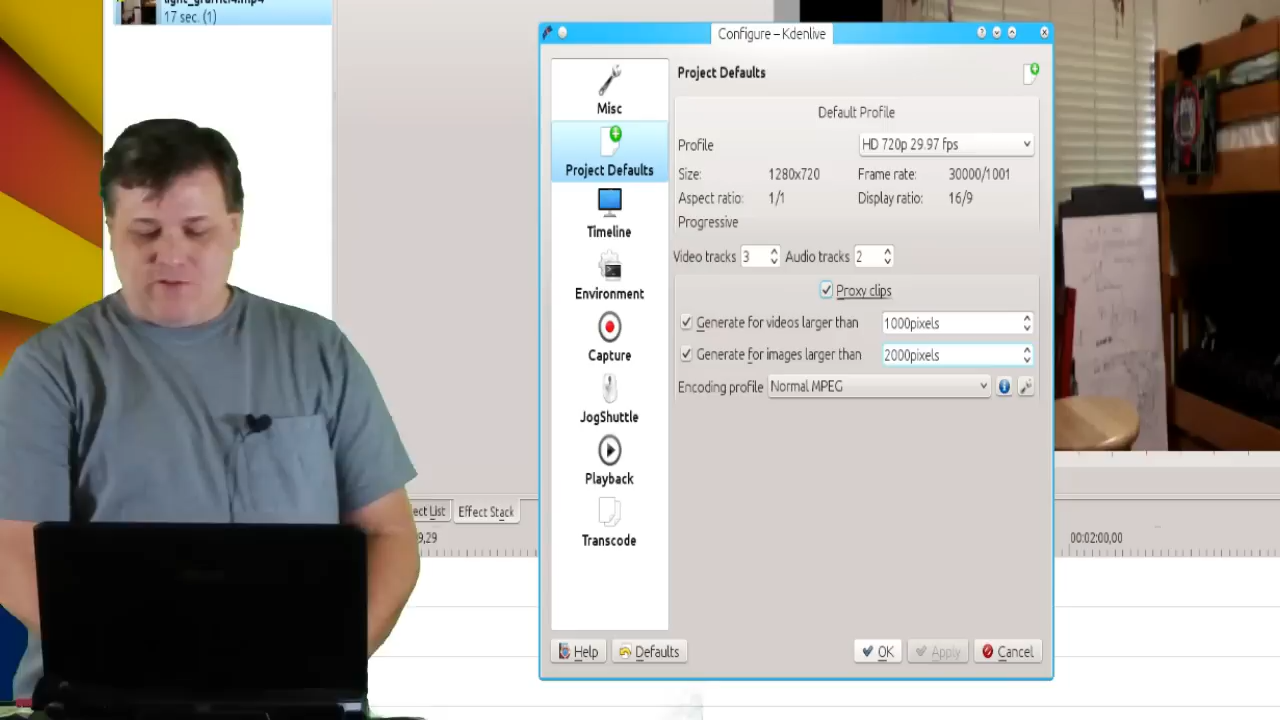 17 sec. (1)
Configure – Kdenlive
Misc
Project Defaults
Timeline
Environment
Capture
JogShuttle
Playback
Transcode
Project Defaults
Default Profile
Profile HD 720p 29.97 fps
Size: 1280x720 Frame rate: 30000/1001
Aspect ratio: 1/1 Display ratio: 16/9
Progressive
Video tracks 3 Audio tracks 2
Proxy clips
Generate for videos larger than 1000pixels
Generate for images larger than 2000pixels
Encoding profile Normal MPEG
Help Defaults OK Apply Cancel
ect List Effect Stack
9,29 00:02:00,00